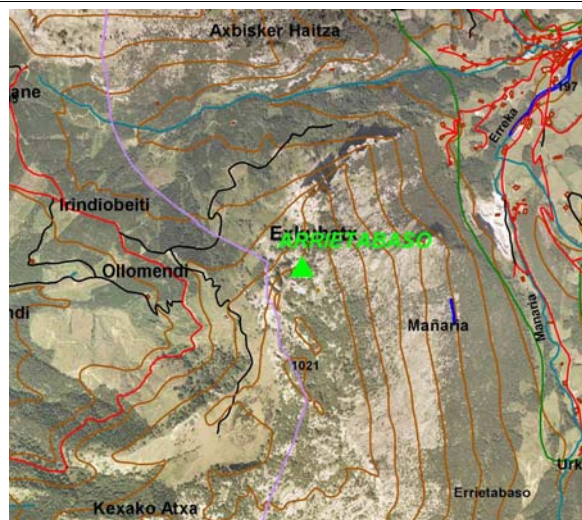 Axbisker Haitza
ane
197
Erreka
Irindiobeiti
ARRIETABASO
Ollomendi
ndi
Mañaria
Mañaria
1021
Urk
Errietabaso
Kexako Atxa